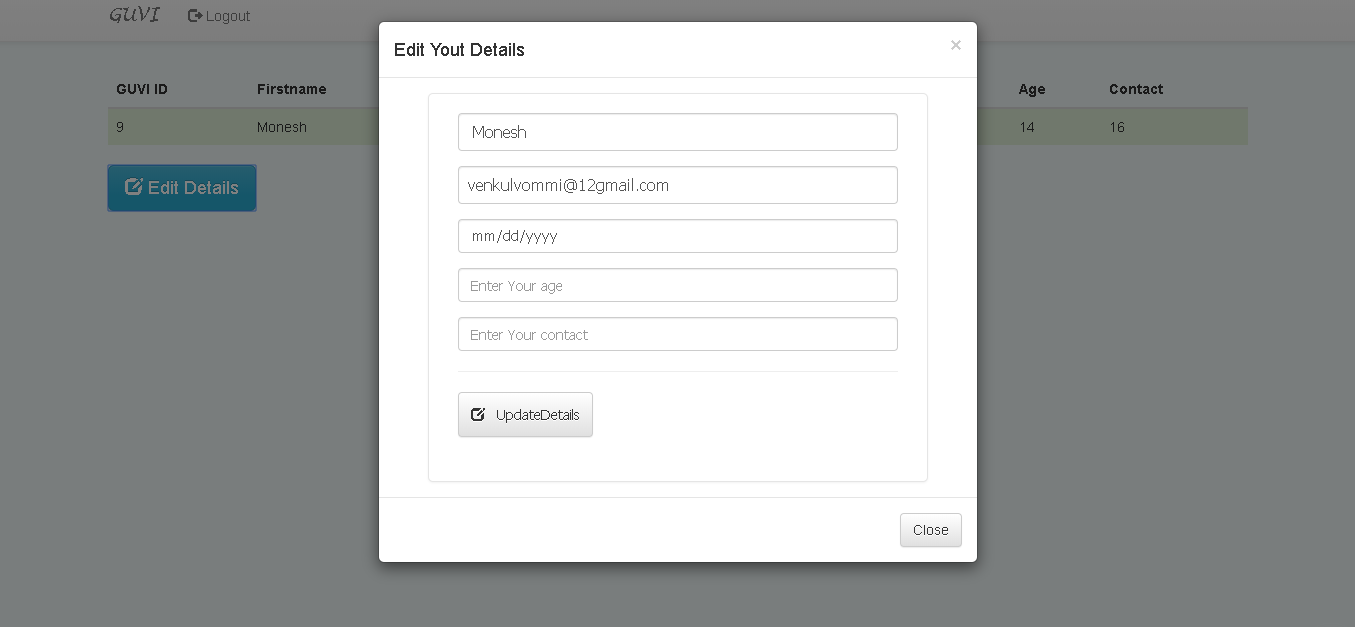 GUVI Logout
Edit Yout Details ×
GUVI ID Firstname Age Contact
9 Monesh 14 16
Edit Details
Monesh
venkulvommi@12gmail.com
mm/dd/yyyy
Enter Your age
Enter Your contact
UpdateDetails
Close